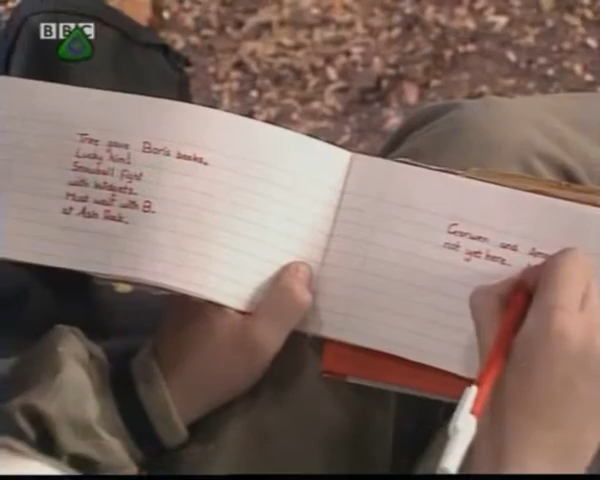 BBC
Tree gave Boris books.
Lucky him!
Snowball fight
with Widgets.
Must wait with B.
at Ash Rock.
and
not yet here.